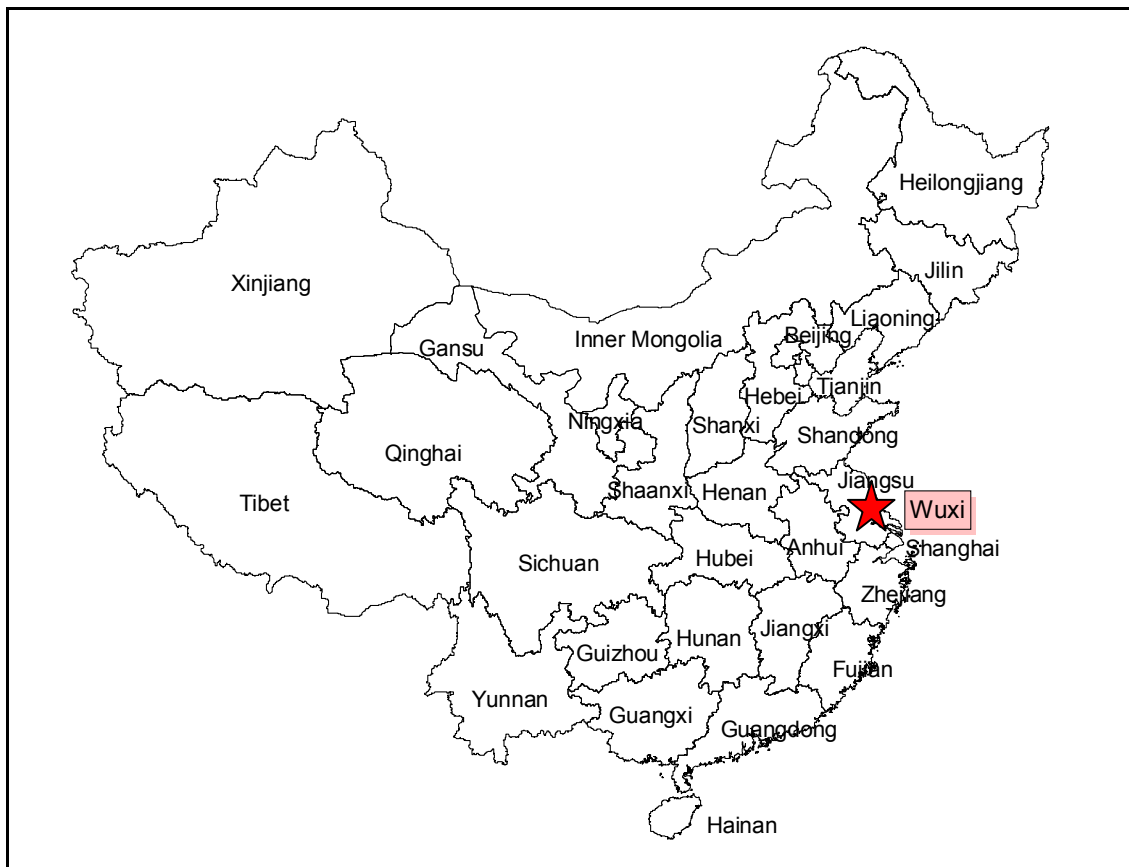 Heilongjiang
Jilin
Xinjiang
Liaoning
Beijing
Inner Mongolia
Gansu
Tianjin
Hebei
Ningxia
Shanxi
Shandong
Qinghai
Jiangsu
Shaanxi
Henan
Tibet
Wuxi
Shanghai
Anhui
Hubei
Sichuan
Zhejiang
Jiangxi
Hunan
Guizhou
Fujian
Yunnan
Guangxi
Guangdong
Hainan